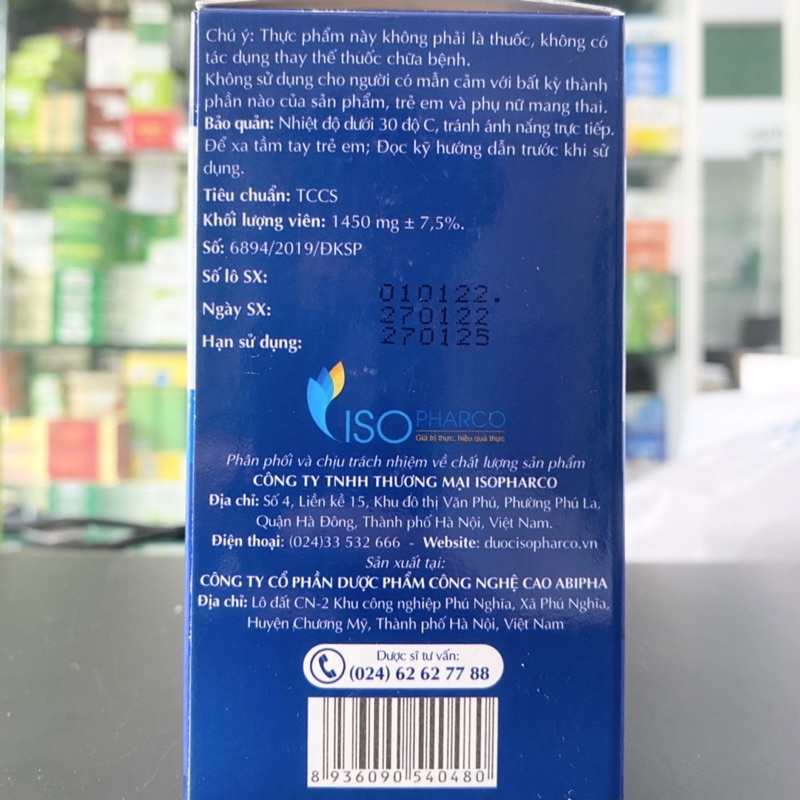 Chú ý: Thực phẩm này không phải là thuốc, không có
tác dụng thay thế thuốc chữa bệnh.
Không sử dụng cho người có mẫn cảm với bất kỳ thành
phần nào của sản phẩm, trẻ em và phụ nữ mang thai.
Bảo quản: Nhiệt độ dưới 30 độ C, tránh ánh nắng trực tiếp.
Để xa tầm tay trẻ em; Đọc kỹ hướng dẫn trước khi sử
dụng.
Tiêu chuẩn: TCCS
Khối lượng viên: 1450 mg ± 7,5%.
Số: 6894/2019/ĐKSP
Số lô SX: 010122.
Ngày SX: 270122
Hạn sử dụng: 270125
ISO PHARCO
Giá trị thực, hiệu quả thực
Phân phối và chịu trách nhiệm về chất lượng sản phẩm
CÔNG TY TNHH THƯƠNG MẠI ISOPHARCO
Địa chỉ: Số 4, Liền kề 15, Khu đô thị Văn Phú, Phường Phú La,
Quận Hà Đông, Thành phố Hà Nội, Việt Nam.
Điện thoại: (024)33 532 666 - Website: duocisopharco.vn
Sản xuất tại:
CÔNG TY CỔ PHẦN DƯỢC PHẨM CÔNG NGHỆ CAO ABIPHA
Địa chỉ: Lô đất CN-2 Khu công nghiệp Phú Nghĩa, Xã Phú Nghĩa,
Huyện Chương Mỹ, Thành phố Hà Nội, Việt Nam
Dược sĩ tư vấn:
(024) 62 62 77 88
8 936090 540480